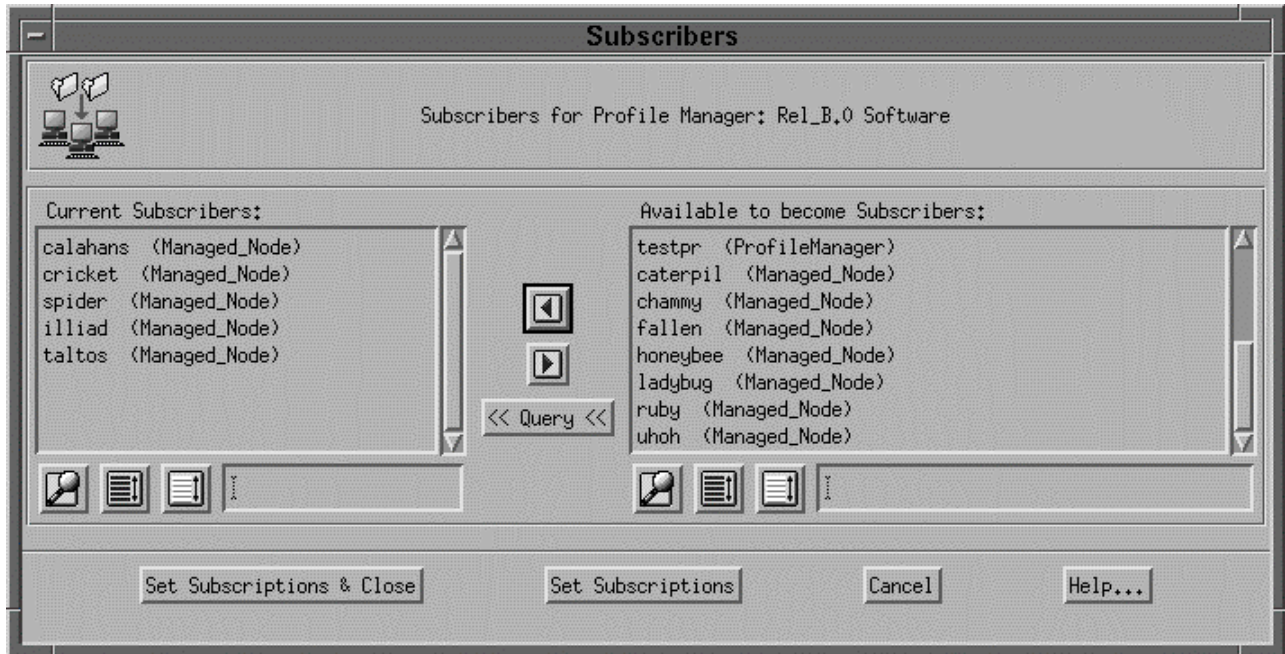 Subscribers
Subscribers for Profile Manager: Rel_B.0 Software
Current Subscribers:
calahans (Managed_Node)
cricket (Managed_Node)
spider (Managed_Node)
illiad (Managed_Node)
taltos (Managed_Node)
<< Query <<
Available to become Subscribers:
testpr (ProfileManager)
caterpil (Managed_Node)
chammy (Managed_Node)
fallen (Managed_Node)
honeybee (Managed_Node)
ladybug (Managed_Node)
ruby (Managed_Node)
uhoh (Managed_Node)
Set Subscriptions & Close
Set Subscriptions
Cancel
Help...